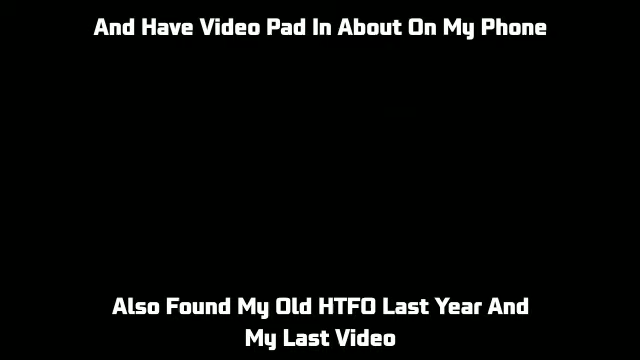 And Have Video Pad In About On My Phone
Also Found My Old HTFO Last Year And
My Last Video